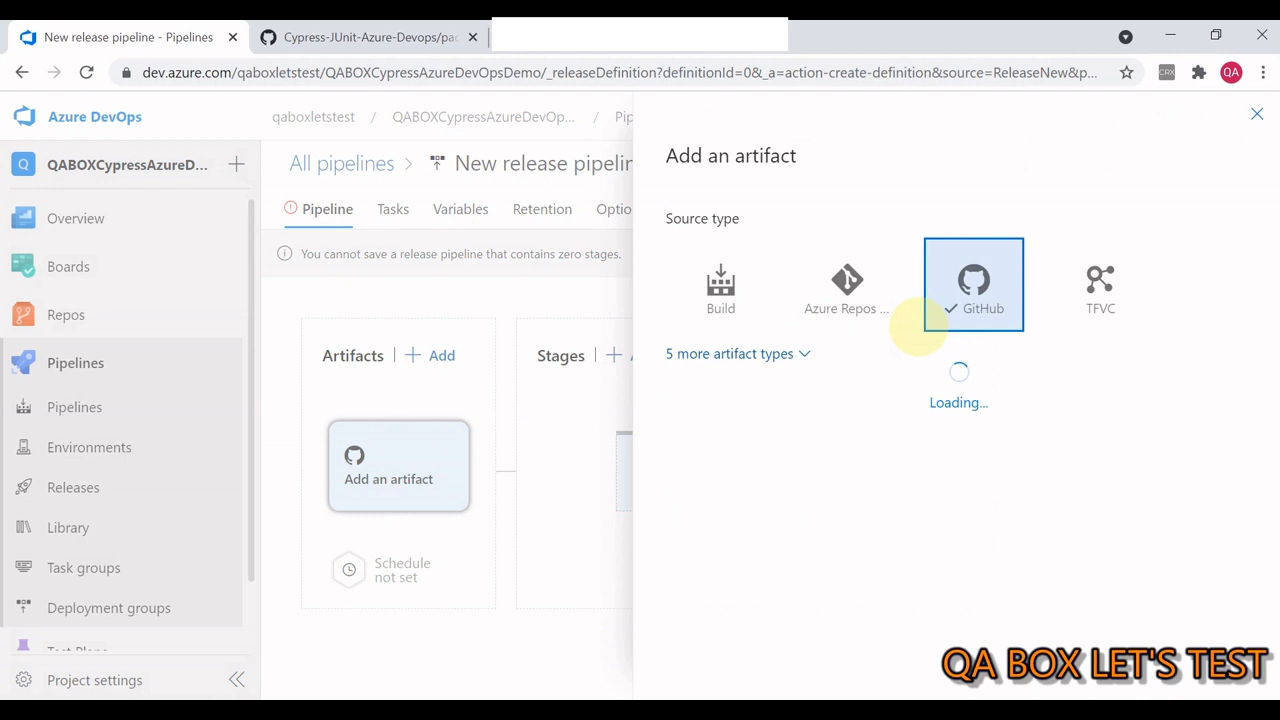 New release pipeline - Pipelines
Cypress-JUnit-Azure-Devops/pac
dev.azure.com/qaboxletstest/QABOXCypressAzureDevOpsDemo/_releaseDefinition?definitionId=0&_a=action-create-definition&source=ReleaseNew&p...
CRX
QA
Azure DevOps
qaboxletstest / QABOXCypressAzureDevOp... / Pip
Q
QABOXCypressAzureD...
All pipelines > New release pipelin
Overview
Boards
Repos
Pipelines
Pipelines
Environments
Releases
Library
Task groups
Deployment groups
Test Plans
Project settings
Pipeline Tasks Variables Retention Optio
You cannot save a release pipeline that contains zero stages.
Artifacts | + Add
Stages | +
Add an artifact
Schedule
not set
Add an artifact
Source type
Build
Azure Repos ...
GitHub
TFVC
5 more artifact types
Loading...
QA BOX LET'S TEST